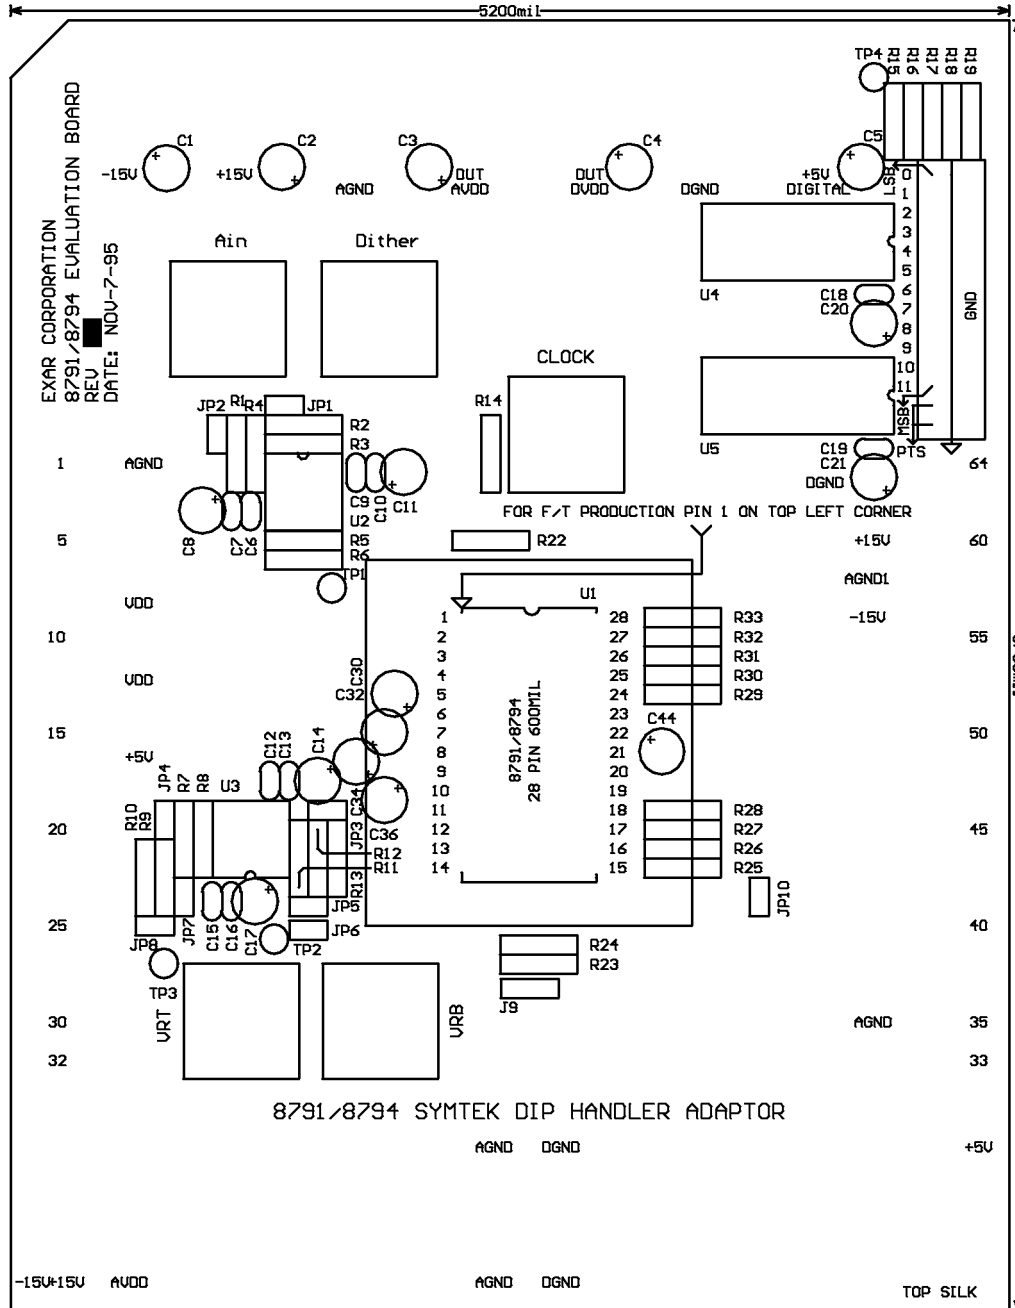 5200mil
EXAR CORPORATION
8791/8794 EVALUATION BOARD
REV
DATE: NOV-7-95
TP4
R15
R16
R17
R18
R19
C1
-15V
C2
+15V
AGND
C3
OUT
AVDD
C4
OUT
DVDD
DGND
C5
+5V
DIGITAL
LSB
0
1
2
3
4
5
6
7
8
9
10
11
MSB
PTS
GND
Ain
Dither
U4
C18
C20
CLOCK
U5
C19
C21
DGND
JP2
R1
R4
JP1
R2
R3
R14
1
AGND
64
C8
C7
C6
C9
C10
C11
U2
R5
R6
TP1
FOR F/T PRODUCTION PIN 1 ON TOP LEFT CORNER
5
R22
+15V
60
AGND1
-15V
VDD
10
55
VDD
U1
1
2
3
4
5
6
7
8
9
10
11
12
13
14
28
27
26
25
24
23
22
21
20
19
18
17
16
15
8791/8794
28 PIN 600MIL
R33
R32
R31
R30
R29
C30
C32
C34
C36
C44
15
50
+5V
C12
C13
C14
JP4
R7
R8
U3
R10
R9
20
45
JP3
R12
R11
R13
R28
R27
R26
R25
JP10
JP5
JP6
25
40
JP8
JP7
C15
C16
C17
TP2
TP3
R24
R23
J9
VRT
VRB
30
AGND
35
32
33
8791/8794 SYMTEK DIP HANDLER ADAPTOR
AGND DGND
+5V
-15V+15V AVDD
AGND DGND
TOP SILK